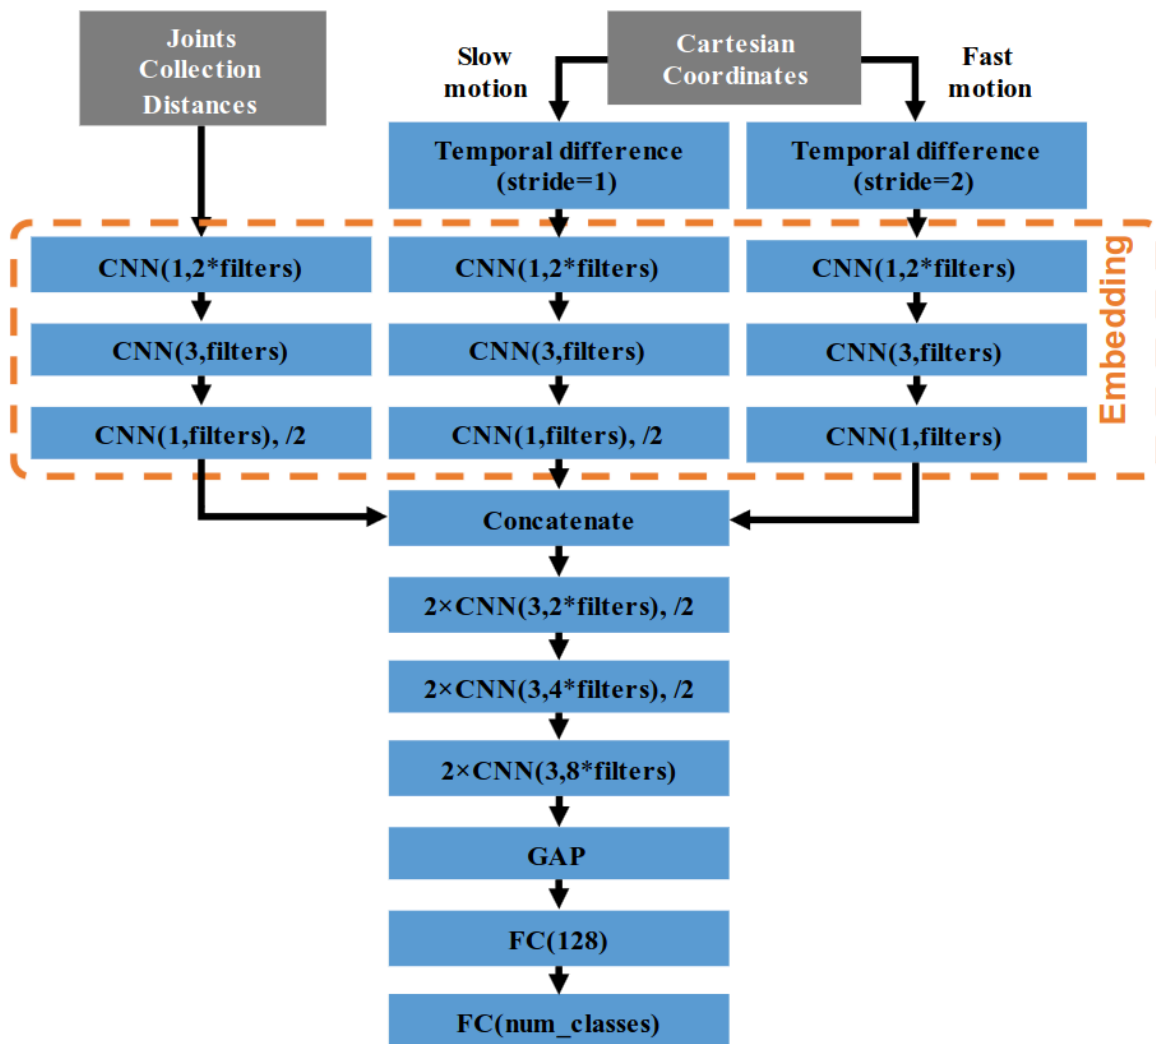 Joints
Collection
Distances
Slow
motion
Cartesian
Coordinates
Fast
motion
Temporal difference
(stride=1)
Temporal difference
(stride=2)
CNN(1,2*filters)
CNN(1,2*filters)
CNN(1,2*filters)
CNN(3,filters)
CNN(3,filters)
CNN(3,filters)
CNN(1,filters), /2
CNN(1,filters), /2
CNN(1,filters)
Embedding
Concatenate
2×CNN(3,2*filters), /2
2×CNN(3,4*filters), /2
2×CNN(3,8*filters)
GAP
FC(128)
FC(num_classes)